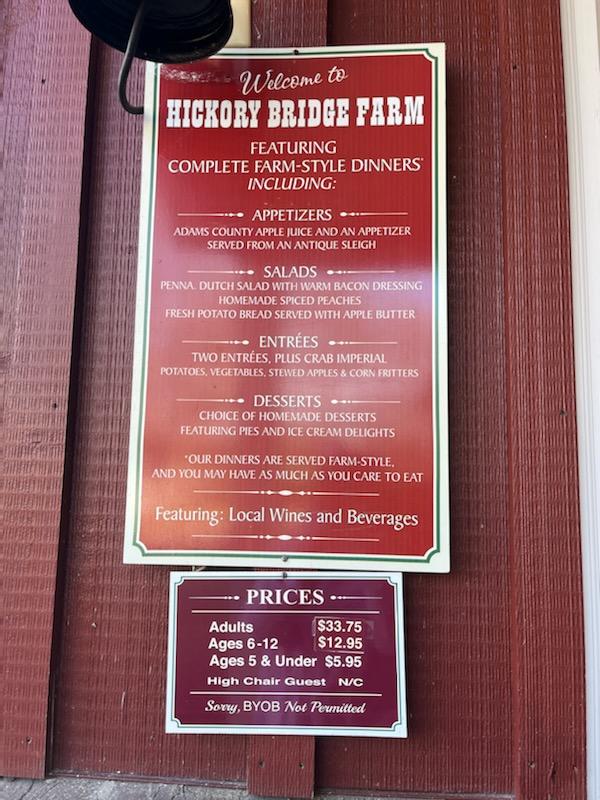 Welcome to
HICKORY BRIDGE FARM
FEATURING
COMPLETE FARM-STYLE DINNERS*
INCLUDING:
APPETIZERS
ADAMS COUNTY APPLE JUICE AND AN APPETIZER
SERVED FROM AN ANTIQUE SLEIGH
SALADS
PENNA. DUTCH SALAD WITH WARM BACON DRESSING
HOMEMADE SPICED PEACHES
FRESH POTATO BREAD SERVED WITH APPLE BUTTER
ENTRÉES
TWO ENTRÉES, PLUS CRAB IMPERIAL
POTATOES, VEGETABLES, STEWED APPLES & CORN FRITTERS
DESSERTS
CHOICE OF HOMEMADE DESSERTS
FEATURING PIES AND ICE CREAM DELIGHTS
*OUR DINNERS ARE SERVED FARM-STYLE,
AND YOU MAY HAVE AS MUCH AS YOU CARE TO EAT
Featuring: Local Wines and Beverages
PRICES
Adults $33.75
Ages 6-12 $12.95
Ages 5 & Under $5.95
High Chair Guest N/C
Sorry, BYOB Not Permitted